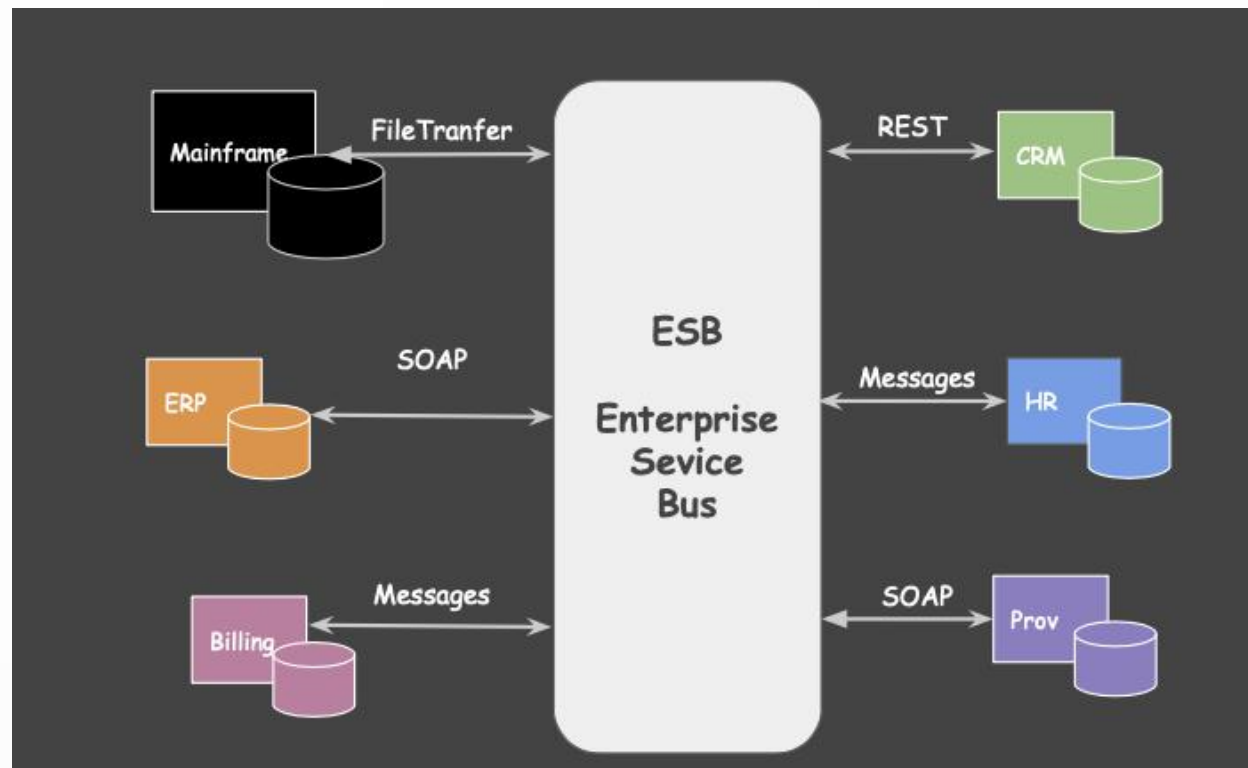 FileTranfer
REST
Mainframe
CRM
ESB
SOAP
Messages
ERP
HR
Enterprise
Sevice
Bus
Messages
SOAP
Billing
Prov